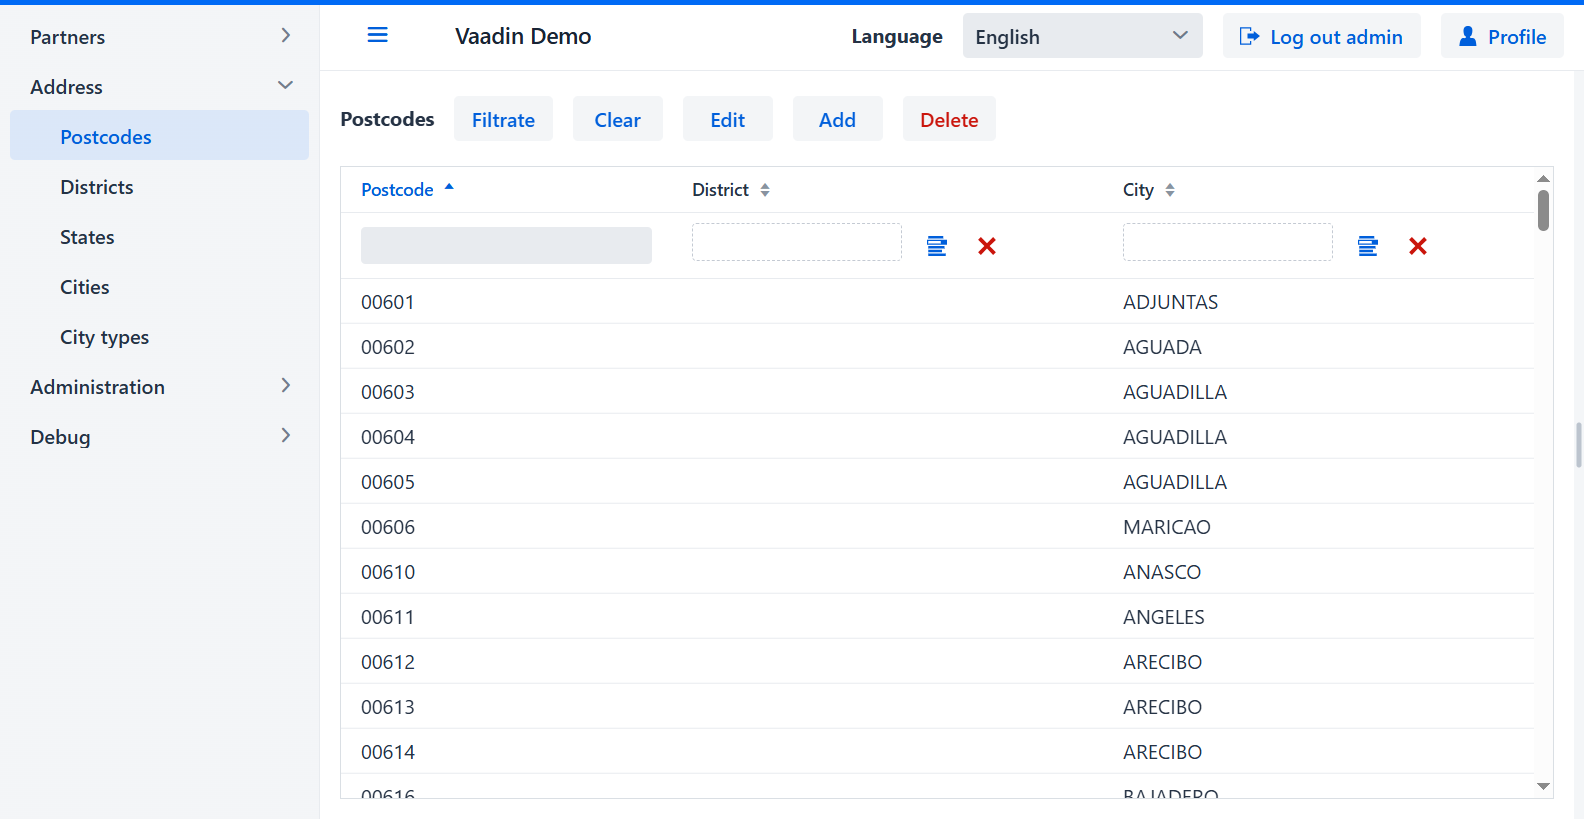 Partners
Address
Postcodes
Districts
States
Cities
City types
Administration
Debug
Vaadin Demo
Language
English
Log out admin
Profile
Postcodes
Filtrate
Clear
Edit
Add
Delete
Postcode District City
00601 ADJUNTAS
00602 AGUADA
00603 AGUADILLA
00604 AGUADILLA
00605 AGUADILLA
00606 MARICAO
00610 ANASCO
00611 ANGELES
00612 ARECIBO
00613 ARECIBO
00614 ARECIBO
00616 BAJADERO